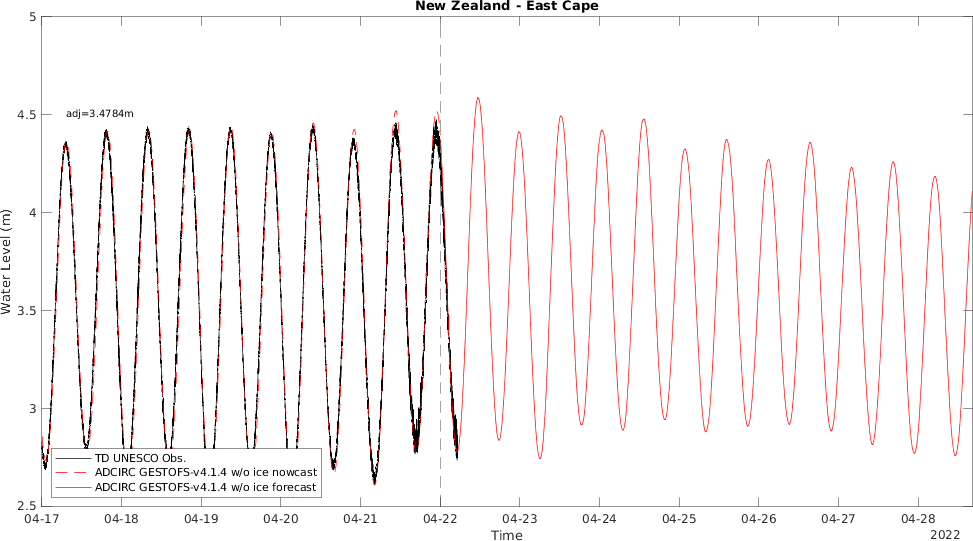 New Zealand - East Cape
5
4.5
4
3.5
3
2.5
Water Level (m)
adj=3.4784m
TD UNESCO Obs.
ADCIRC GESTOFS-v4.1.4 w/o ice nowcast
ADCIRC GESTOFS-v4.1.4 w/o ice forecast
04-17 04-18 04-19 04-20 04-21 04-22 04-23 04-24 04-25 04-26 04-27 04-28
Time
2022